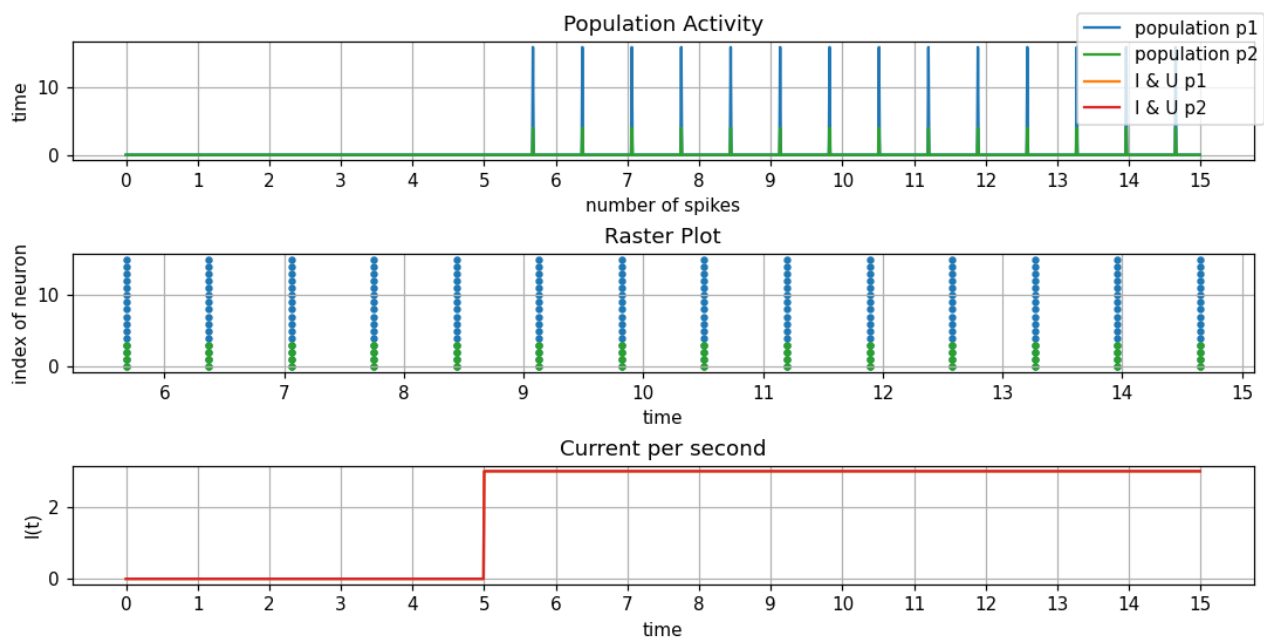 Population Activity
population p1
population p2
I & U p1
I & U p2
time
10
0
0 1 2 3 4 5 6 7 8 9 10 11 12 13 14 15
number of spikes
Raster Plot
index of neuron
10
0
6 7 8 9 10 11 12 13 14 15
time
Current per second
I(t)
2
0
0 1 2 3 4 5 6 7 8 9 10 11 12 13 14 15
time